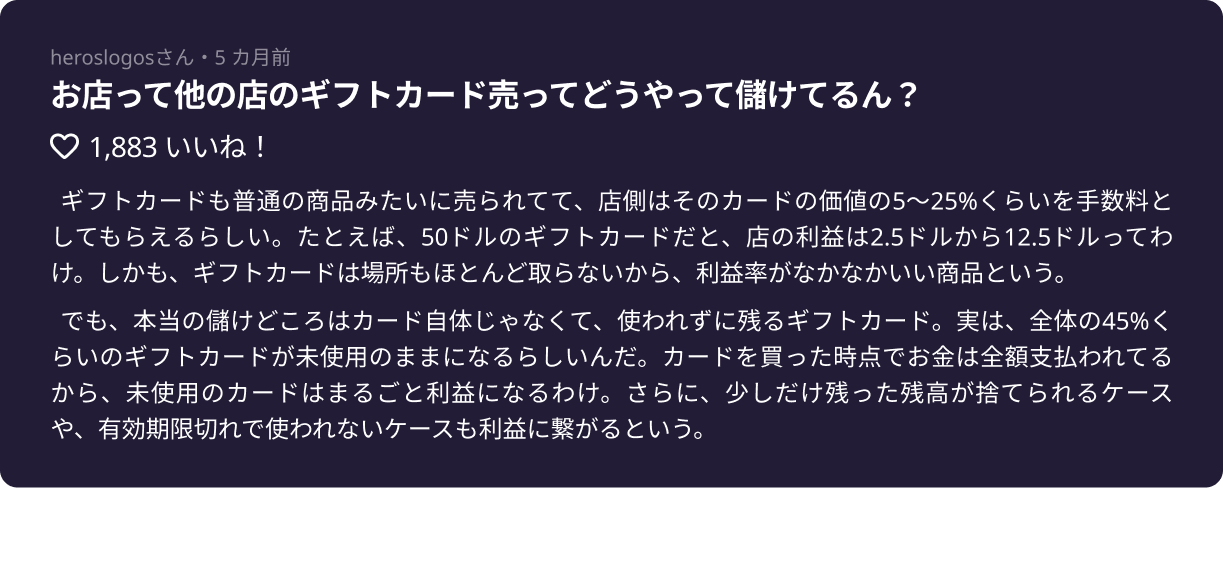 heroslogosさん・5 カ月前
お店って他の店のギフトカード売ってどうやって儲けてるん？
1,883 いいね！
ギフトカードも普通の商品みたいに売られてて、店側はそのカードの価値の5〜25%くらいを手数料と
してもらえるらしい。たとえば、50ドルのギフトカードだと、店の利益は2.5ドルから12.5ドルってわ
け。しかも、ギフトカードは場所もほとんど取らないから、利益率がなかなかいい商品という。
でも、本当の儲けどころはカード自体じゃなくて、使われずに残るギフトカード。実は、全体の45%く
らいのギフトカードが未使用のままになるらしいんだ。カードを買った時点でお金は全額支払われてる
から、未使用のカードはまるごと利益になるわけ。さらに、少しだけ残った残高が捨てられるケース
や、有効期限切れで使われないケースも利益に繋がるという。